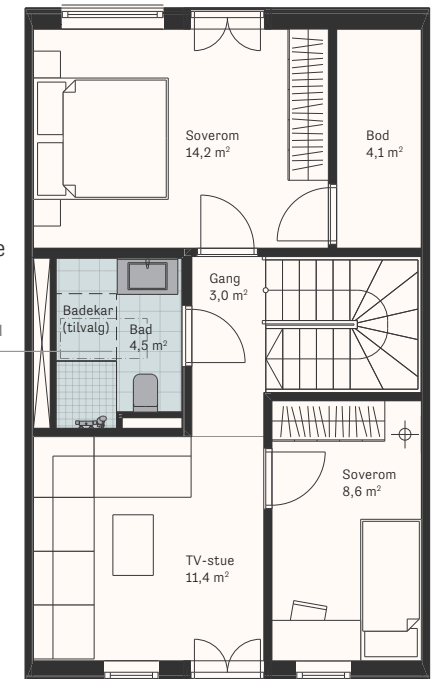 Soverom
14,2 m²
Bod
4,1 m²
e
Gang
3,0 m²
Badekar
(tilvalg)
Bad
4,5 m²
Soverom
8,6 m²
TV-stue
11,4 m²